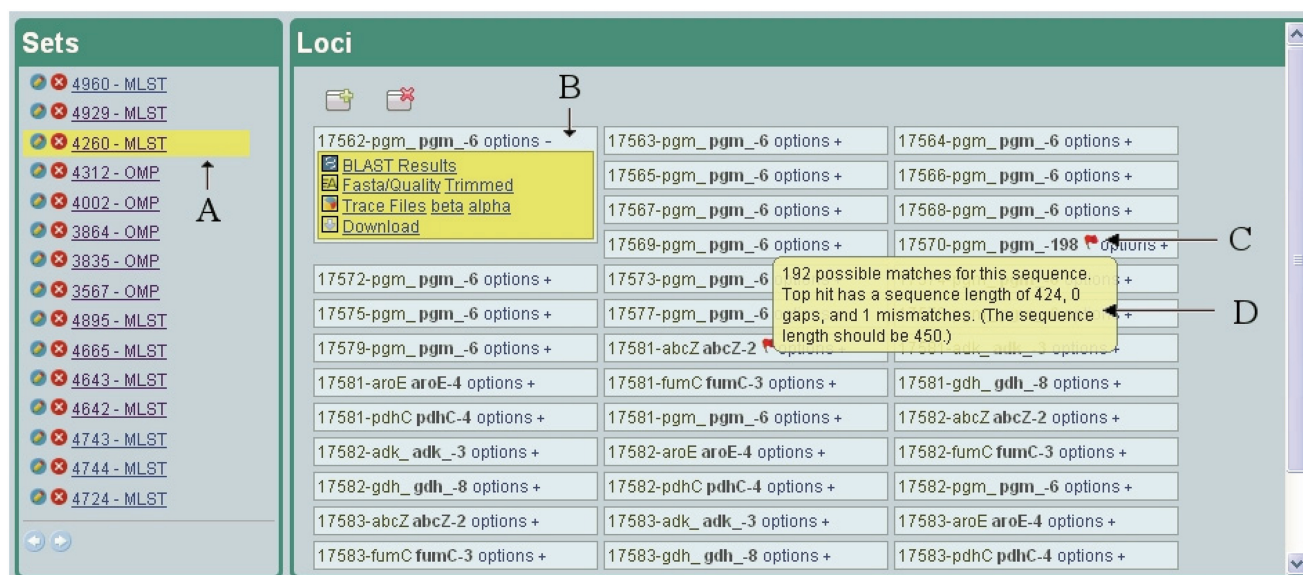 Sets
4960 - MLST
4929 - MLST
4260 - MLST
4312 - OMP
4002 - OMP
3864 - OMP
3835 - OMP
3567 - OMP
4895 - MLST
4665 - MLST
4643 - MLST
4642 - MLST
4743 - MLST
4744 - MLST
4724 - MLST
A
Loci
B
17562-pgm_ pgm_-6 options -
17563-pgm_ pgm_-6 options +
17564-pgm_ pgm_-6 options +
BLAST Results
Fasta/Quality Trimmed
Trace Files beta alpha
Download
17565-pgm_ pgm_-6 options +
17566-pgm_ pgm_-6 options +
17567-pgm_ pgm_-6 options +
17568-pgm_ pgm_-6 options +
17569-pgm_ pgm_-6 options +
17570-pgm_ pgm_-198 options +
C
17572-pgm_ pgm_-6 options +
17573-pgm_ pgm_-6
192 possible matches for this sequence.
Top hit has a sequence length of 424, 0
gaps, and 1 mismatches. (The sequence
length should be 450.)
D
17575-pgm_ pgm_-6 options +
17577-pgm_ pgm_-6
17579-pgm_ pgm_-6 options +
17581-abcZ abcZ-2 options +
17581-adk_ adk_-3 options +
17581-aroE aroE-4 options +
17581-fumC fumC-3 options +
17581-gdh_ gdh_-8 options +
17581-pdhC pdhC-4 options +
17581-pgm_ pgm_-6 options +
17582-abcZ abcZ-2 options +
17582-adk_ adk_-3 options +
17582-aroE aroE-4 options +
17582-fumC fumC-3 options +
17582-gdh_ gdh_-8 options +
17582-pdhC pdhC-4 options +
17582-pgm_ pgm_-6 options +
17583-abcZ abcZ-2 options +
17583-adk_ adk_-3 options +
17583-aroE aroE-4 options +
17583-fumC fumC-3 options +
17583-gdh_ gdh_-8 options +
17583-pdhC pdhC-4 options +